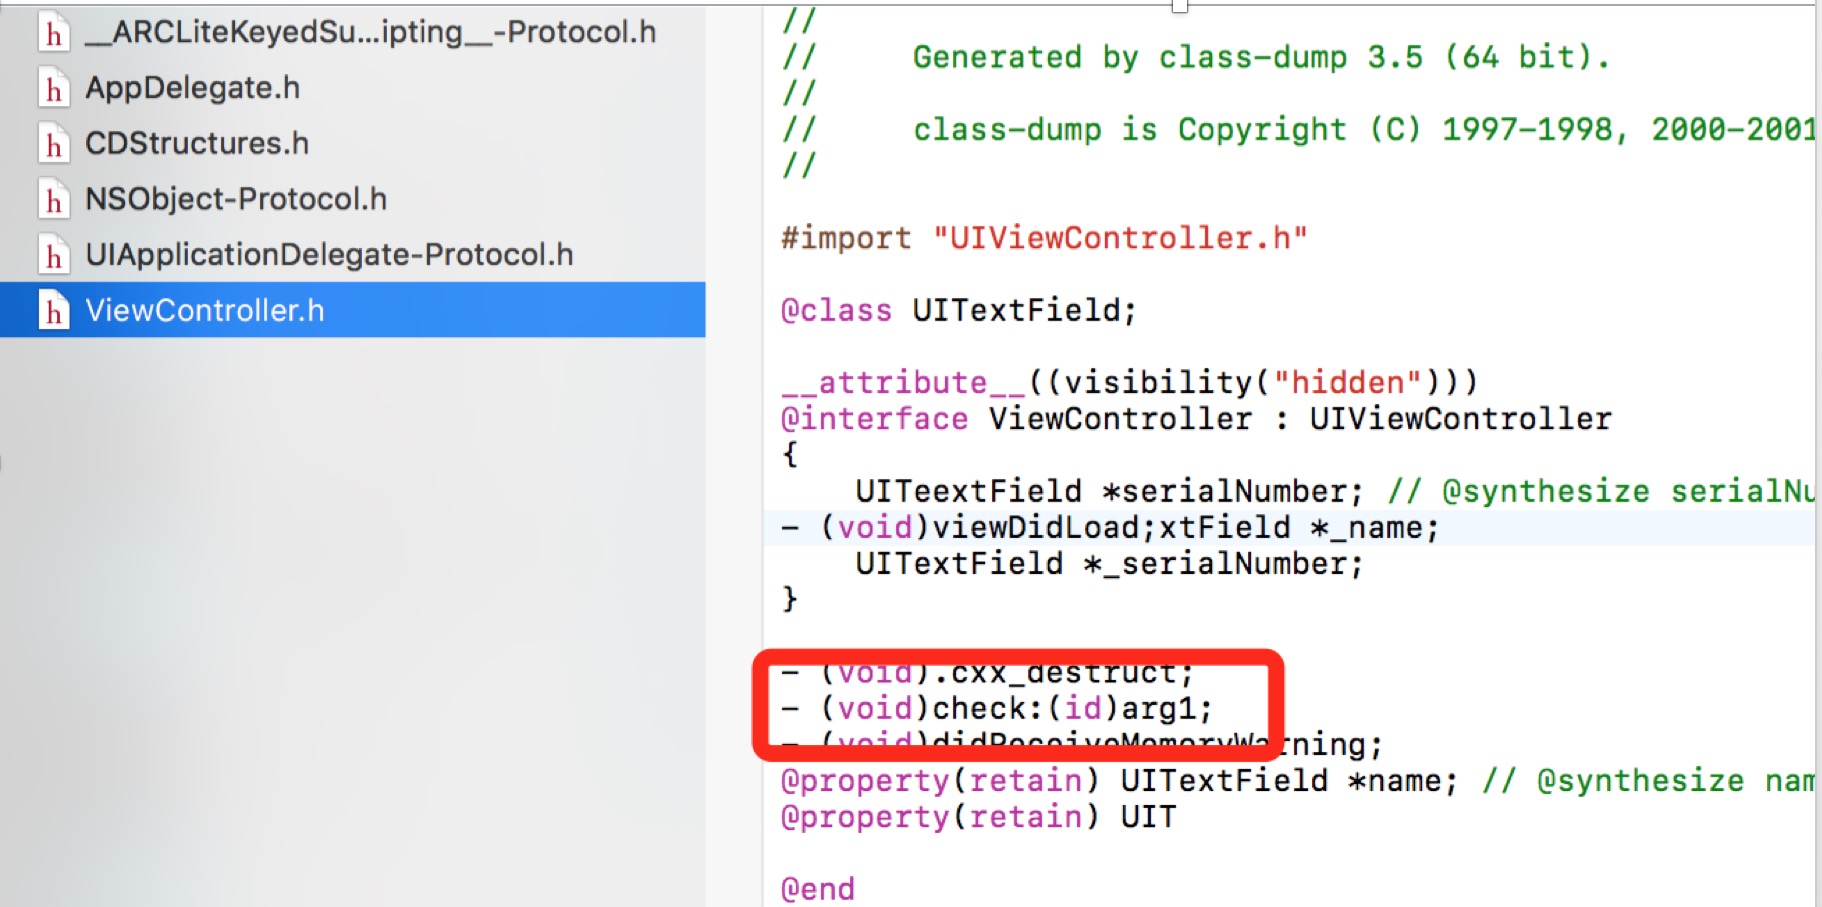 __ARCLiteKeyedSu...ipting__-Protocol.h
AppDelegate.h
CDStructures.h
NSObject-Protocol.h
UIApplicationDelegate-Protocol.h
ViewController.h
//
//     Generated by class-dump 3.5 (64 bit).
//
//     class-dump is Copyright (C) 1997-1998, 2000-2001
//
#import "UIViewController.h"
@class UITextField;
__attribute__((visibility("hidden")))
@interface ViewController : UIViewController
{
    UITeextField *serialNumber; // @synthesize serialNu
- (void)viewDidLoad;xtField *_name;
    UITextField *_serialNumber;
}
- (void).cxx_destruct;
- (void)check:(id)arg1;
- (void)didReceiveMemoryWarning;
@property(retain) UITextField *name; // @synthesize nam
@property(retain) UIT
@end